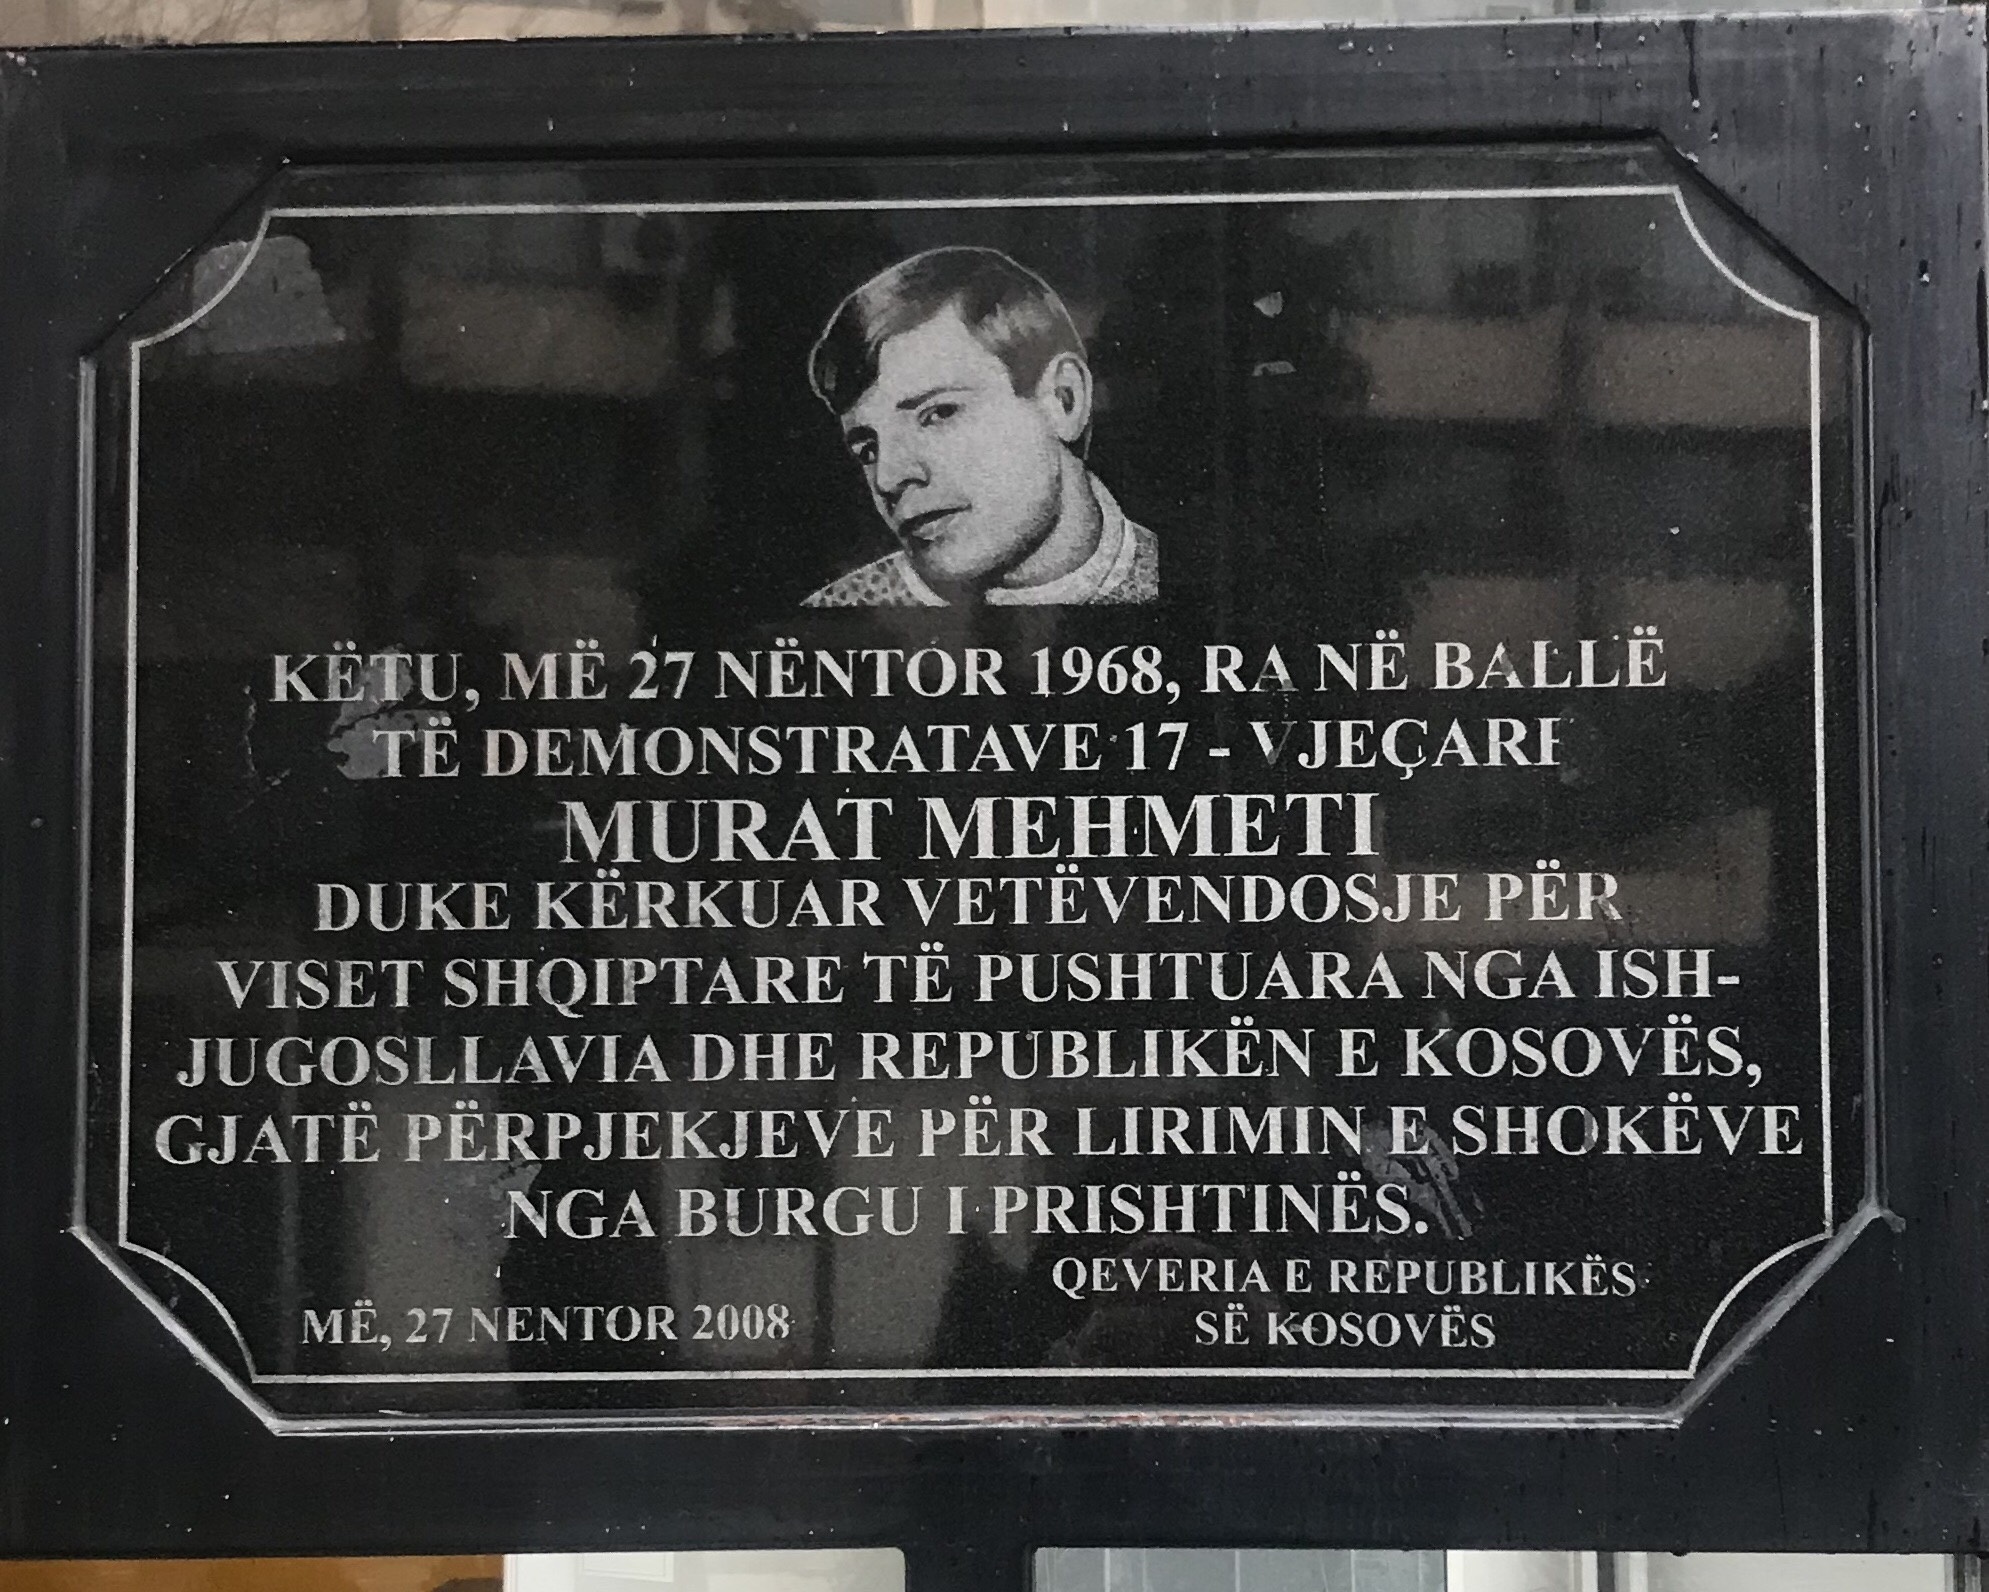 KËTU, MË 27 NËNTOR 1968, RA NË BALLË
TË DEMONSTRATAVE 17 - VJEÇARI
MURAT MEHMETI
DUKE KËRKUAR VETËVENDOSJE PËR
VISET SHQIPTARE TË PUSHTUARA NGA ISH-
JUGOSLLAVIA DHE REPUBLIKËN E KOSOVËS,
GJATË PËRPJEKJEVE PËR LIRIMIN E SHOKËVE
NGA BURGU I PRISHTINËS.
QEVERIA E REPUBLIKËS
SË KOSOVËS
MË, 27 NENTOR 2008